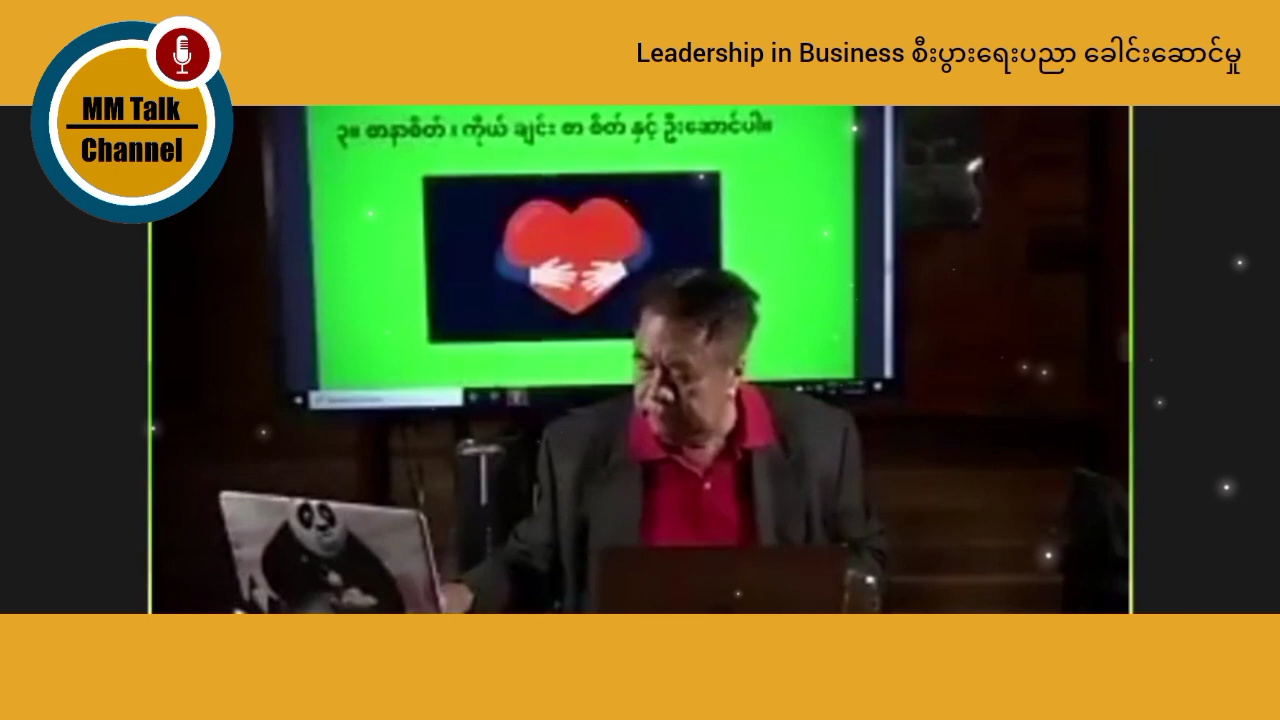 Leadership in Business စီးပွားရေးပညာ ခေါင်းဆောင်မှု
MM Talk
Channel
၃။ စာနာစိတ် ၊ ကိုယ် ချင်း စာ စိတ် နှင့် ဦးဆောင်ပါ။